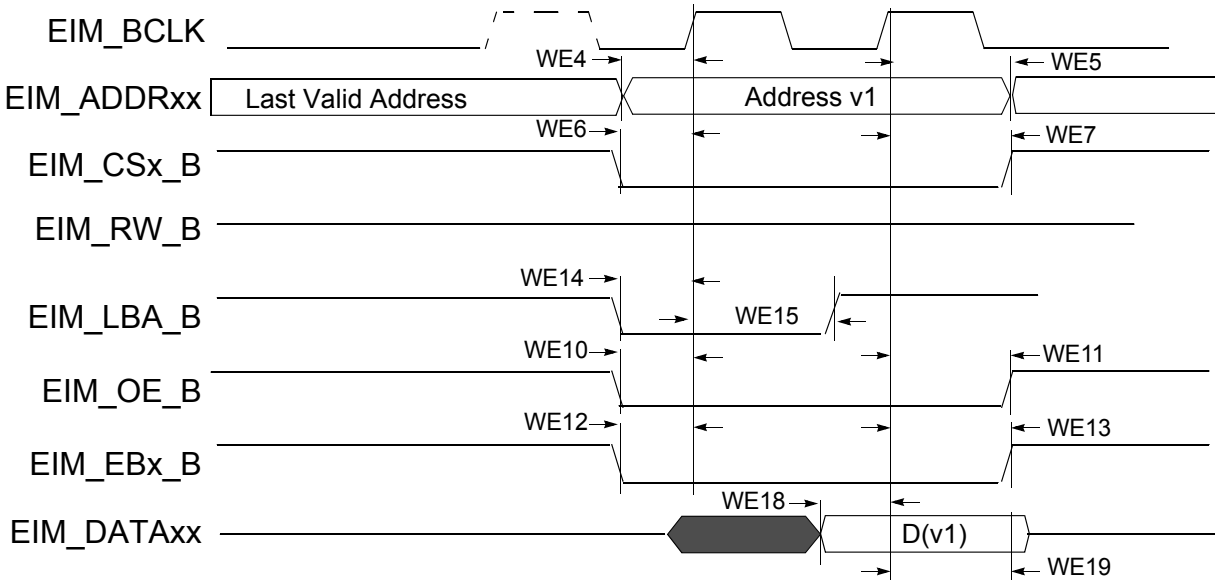 EIM_BCLK
WE4
WE5
EIM_ADDRxx
Last Valid Address
Address v1
WE6
WE7
EIM_CSx_B
EIM_RW_B
WE14
EIM_LBA_B
WE15
WE10
WE11
EIM_OE_B
WE12
WE13
EIM_EBx_B
WE18
EIM_DATAxx
D(v1)
WE19